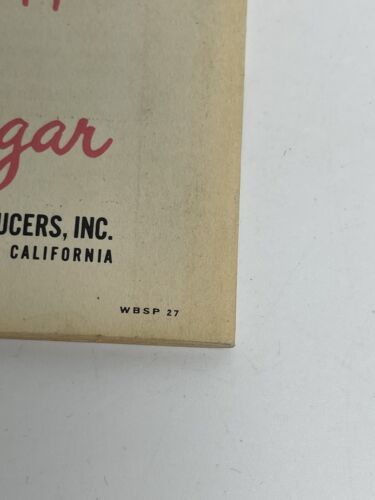 gar
UCERS, INC.
CALIFORNIA
WBSP 27